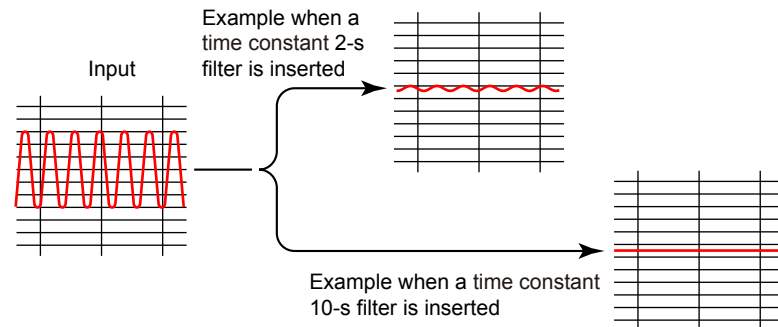 Example when a
time constant 2-s
filter is inserted
Input
Example when a time constant
10-s filter is inserted